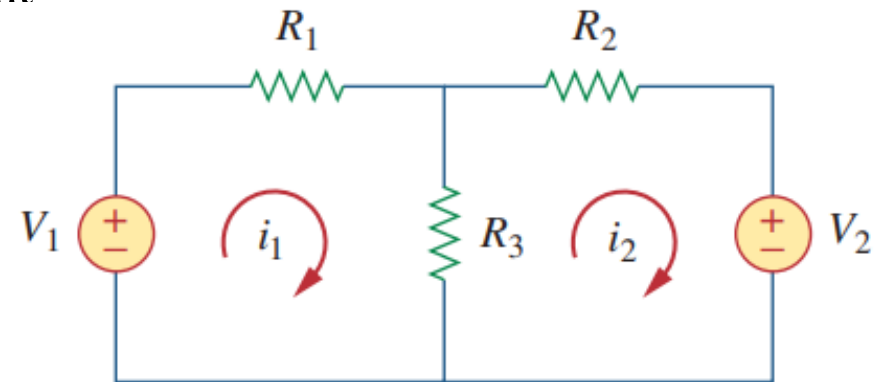 R1 R2
V1 + − i1 R3 i2 + − V2